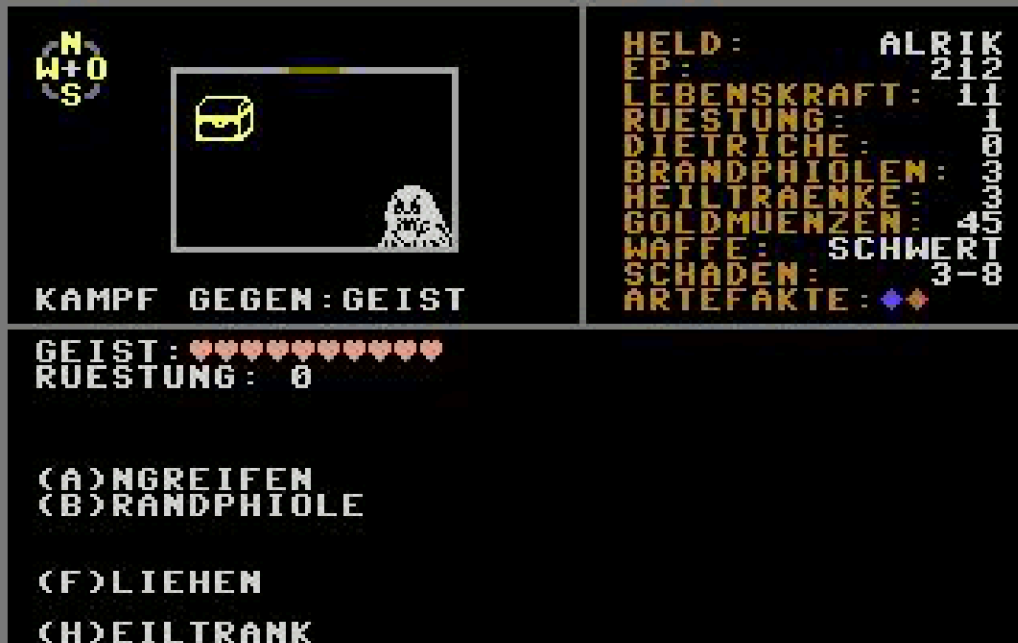 N
W+O
S
KAMPF GEGEN:GEIST
HELD: ALRIK
EP: 212
LEBENSKRAFT: 11
RUESTUNG: 1
DIETRICHE: 0
BRANDPHIOLEN: 3
HEILTRAENKE: 3
GOLDMUENZEN: 45
WAFFE: SCHWERT
SCHADEN: 3-8
ARTEFAKTE:
GEIST:
RUESTUNG: 0
(A)NGREIFEN
(B)RANDPHIOLE
(F)LIEHEN
(H)EILTRANK